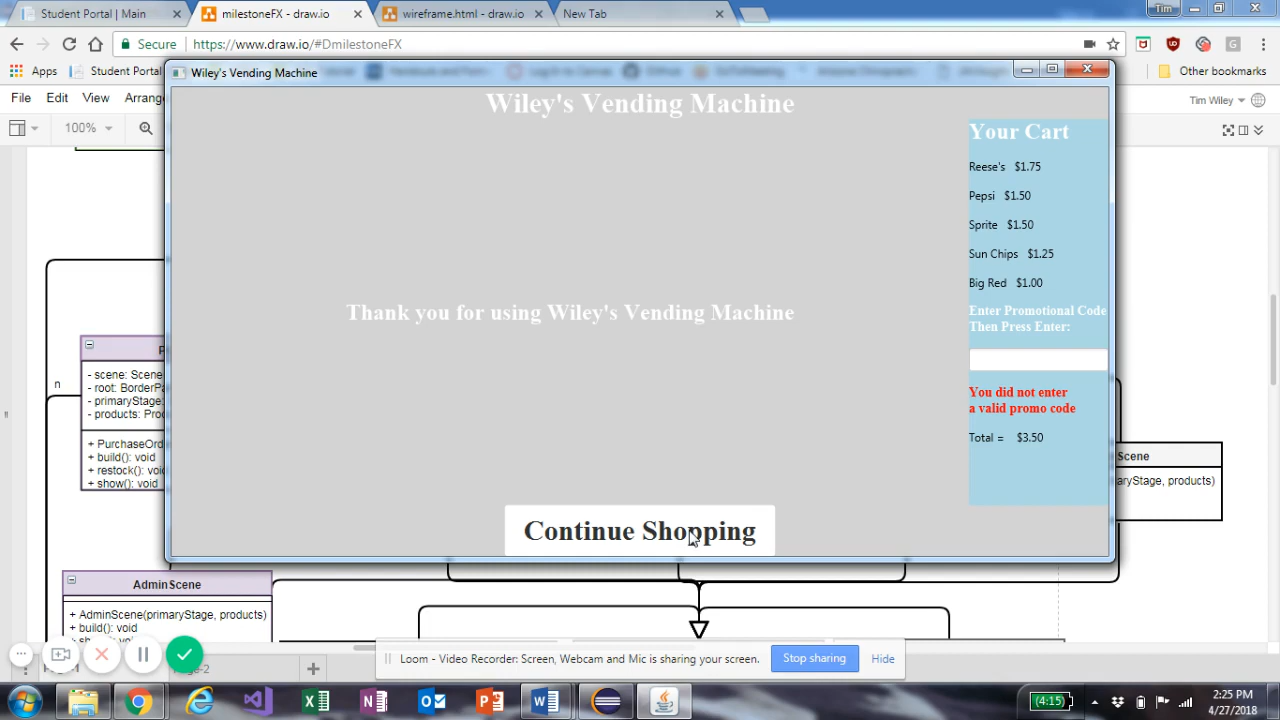 Student Portal | Main
milestoneFX - draw.io
wireframe.html - draw.io
New Tab
Tim
Secure
https://www.draw.io/#DmilestoneFX
Apps
Student Portal
Other bookmarks
Wiley's Vending Machine
File Edit View Arrange
Tim Wiley
100%
Wiley's Vending Machine
Your Cart
Reese's $1.75
Pepsi $1.50
Sprite $1.50
Sun Chips $1.25
Big Red $1.00
Enter Promotional Code
Then Press Enter:
Thank you for using Wiley's Vending Machine
You did not enter
a valid promo code
Total = $3.50
Continue Shopping
n
- scene: Scene
- root: BorderPa
- primaryStage:
- products: Prod
+ PurchaseOrd
+ build(): void
+ restock(): void
+ show(): void
Scene
aryStage, products)
AdminScene
+ AdminScene(primaryStage, products)
+ build(): void
Loom - Video Recorder: Screen, Webcam and Mic is sharing your screen.
Stop sharing
Hide
(4:15)
2:25 PM
4/27/2018